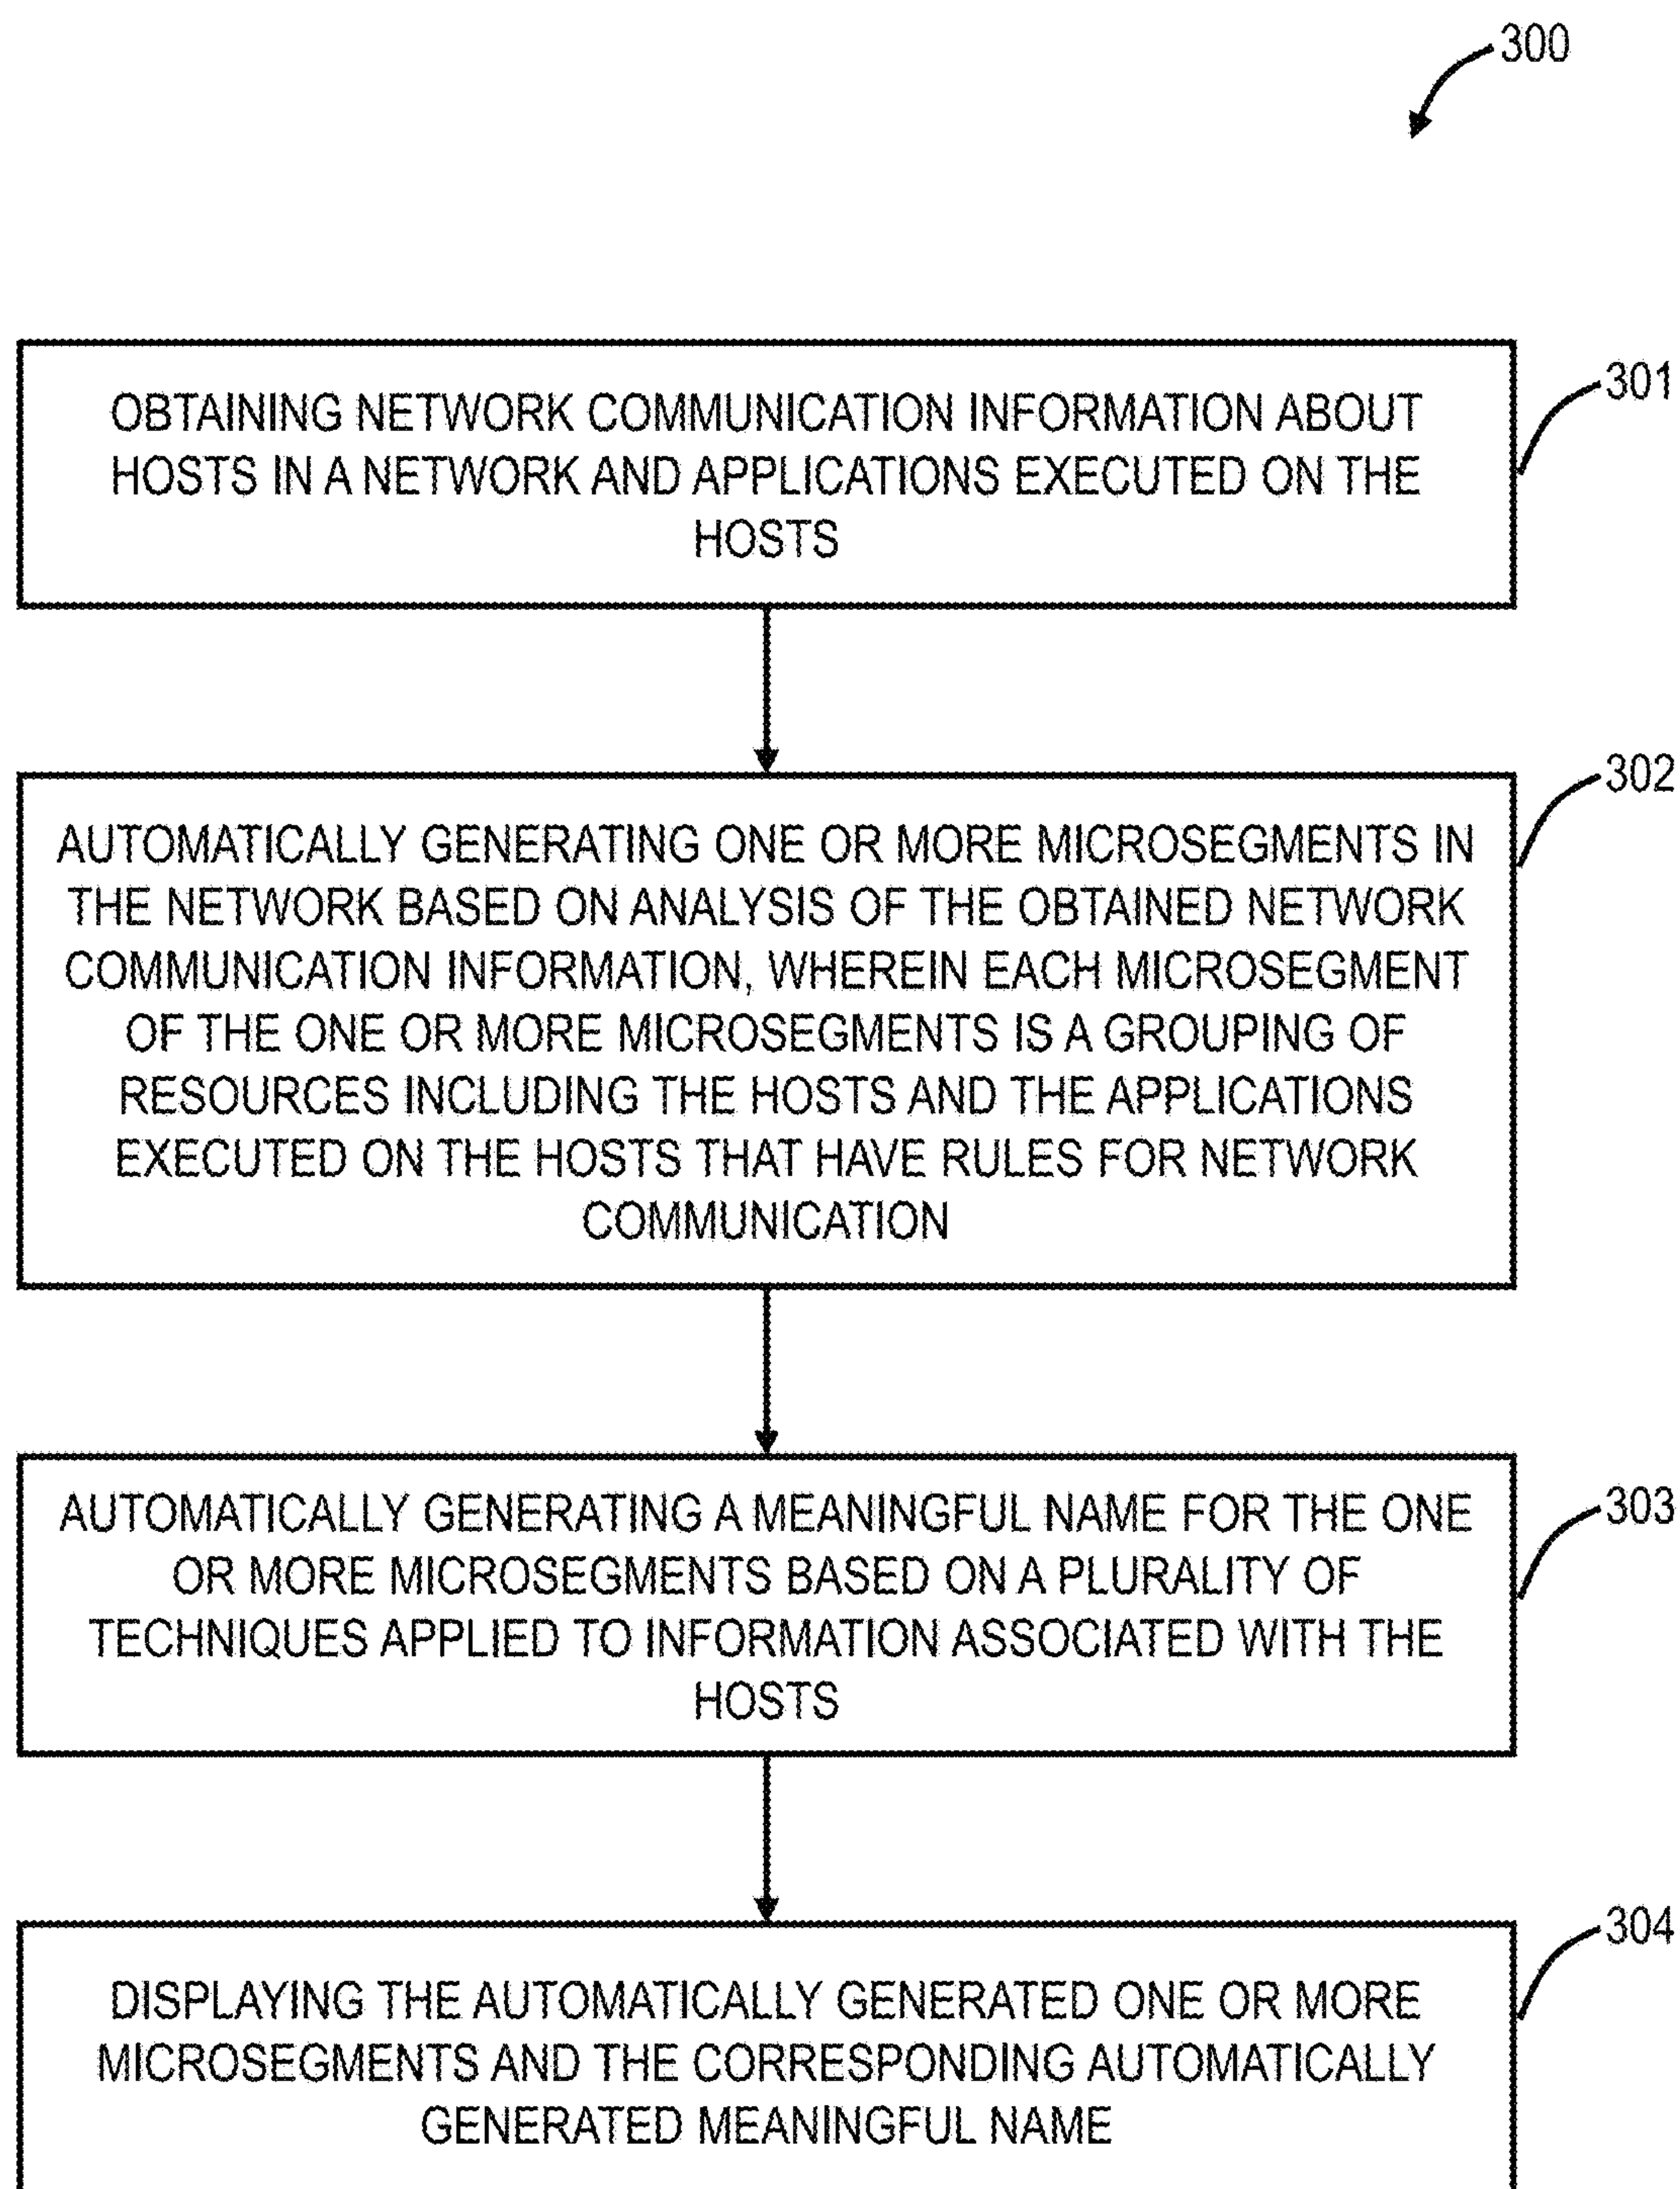 300
301
OBTAINING NETWORK COMMUNICATION INFORMATION ABOUT
HOSTS IN A NETWORK AND APPLICATIONS EXECUTED ON THE
HOSTS
302
AUTOMATICALLY GENERATING ONE OR MORE MICROSEGMENTS IN
THE NETWORK BASED ON ANALYSIS OF THE OBTAINED NETWORK
COMMUNICATION INFORMATION, WHEREIN EACH MICROSEGMENT
OF THE ONE OR MORE MICROSEGMENTS IS A GROUPING OF
RESOURCES INCLUDING THE HOSTS AND THE APPLICATIONS
EXECUTED ON THE HOSTS THAT HAVE RULES FOR NETWORK
COMMUNICATION
303
AUTOMATICALLY GENERATING A MEANINGFUL NAME FOR THE ONE
OR MORE MICROSEGMENTS BASED ON A PLURALITY OF
TECHNIQUES APPLIED TO INFORMATION ASSOCIATED WITH THE
HOSTS
304
DISPLAYING THE AUTOMATICALLY GENERATED ONE OR MORE
MICROSEGMENTS AND THE CORRESPONDING AUTOMATICALLY
GENERATED MEANINGFUL NAME